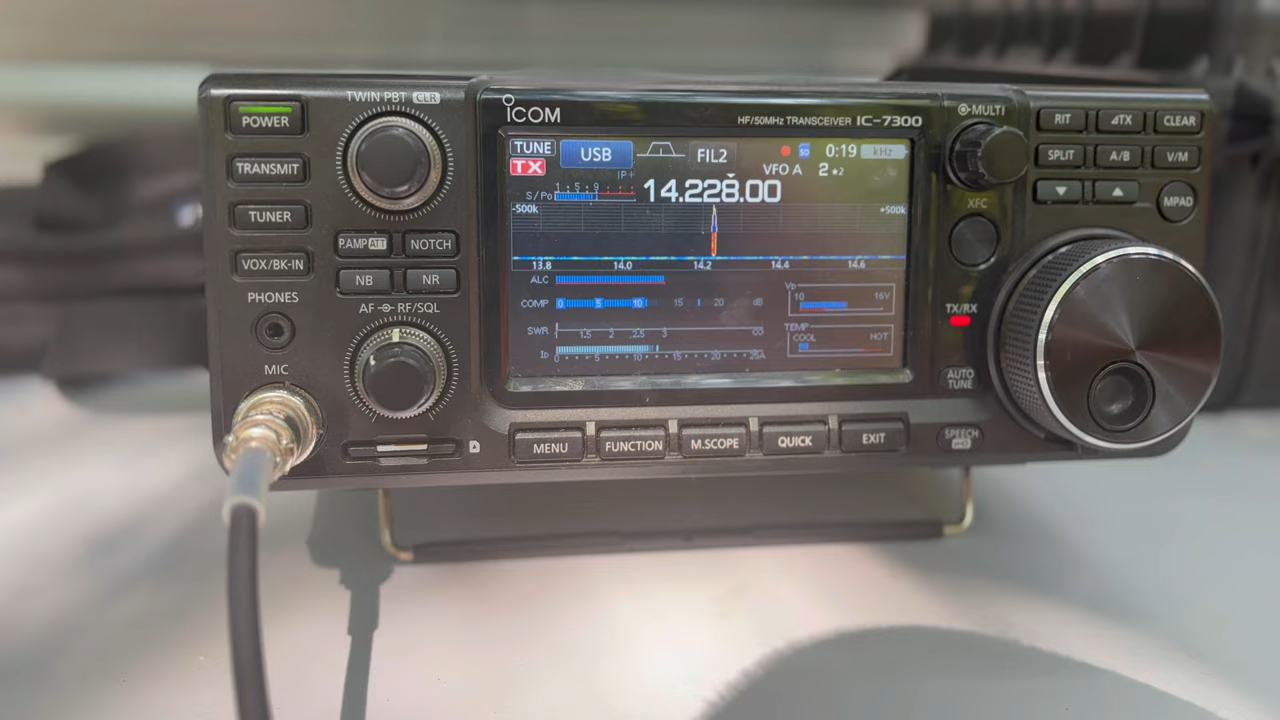 TWIN PBT CLR
POWER
TRANSMIT
TUNER
VOX/BK-IN
P.AMP ATT
NOTCH
NB
NR
PHONES
AF RF/SQL
MIC
ICOM
HF/50MHz TRANSCEIVER IC-7300
TUNE
USB
FIL2
0:19
kHz
TX
IP+
VFO A
2
S/Po
1 5 9
14.228.00
-500k
+500k
13.8 14.0 14.2 14.4 14.6
ALC
COMP 0 5 10 15 20 dB
SWR 1 1.5 2 2.5 3 ∞
ID 0 5 10 15 20 25A
VD
10 16V
TEMP
COOL HOT
MENU
FUNCTION
M.SCOPE
QUICK
EXIT
MULTI
XFC
TX/RX
AUTO
TUNE
SPEECH
RIT
⊿TX
CLEAR
SPLIT
A/B
V/M
MPAD